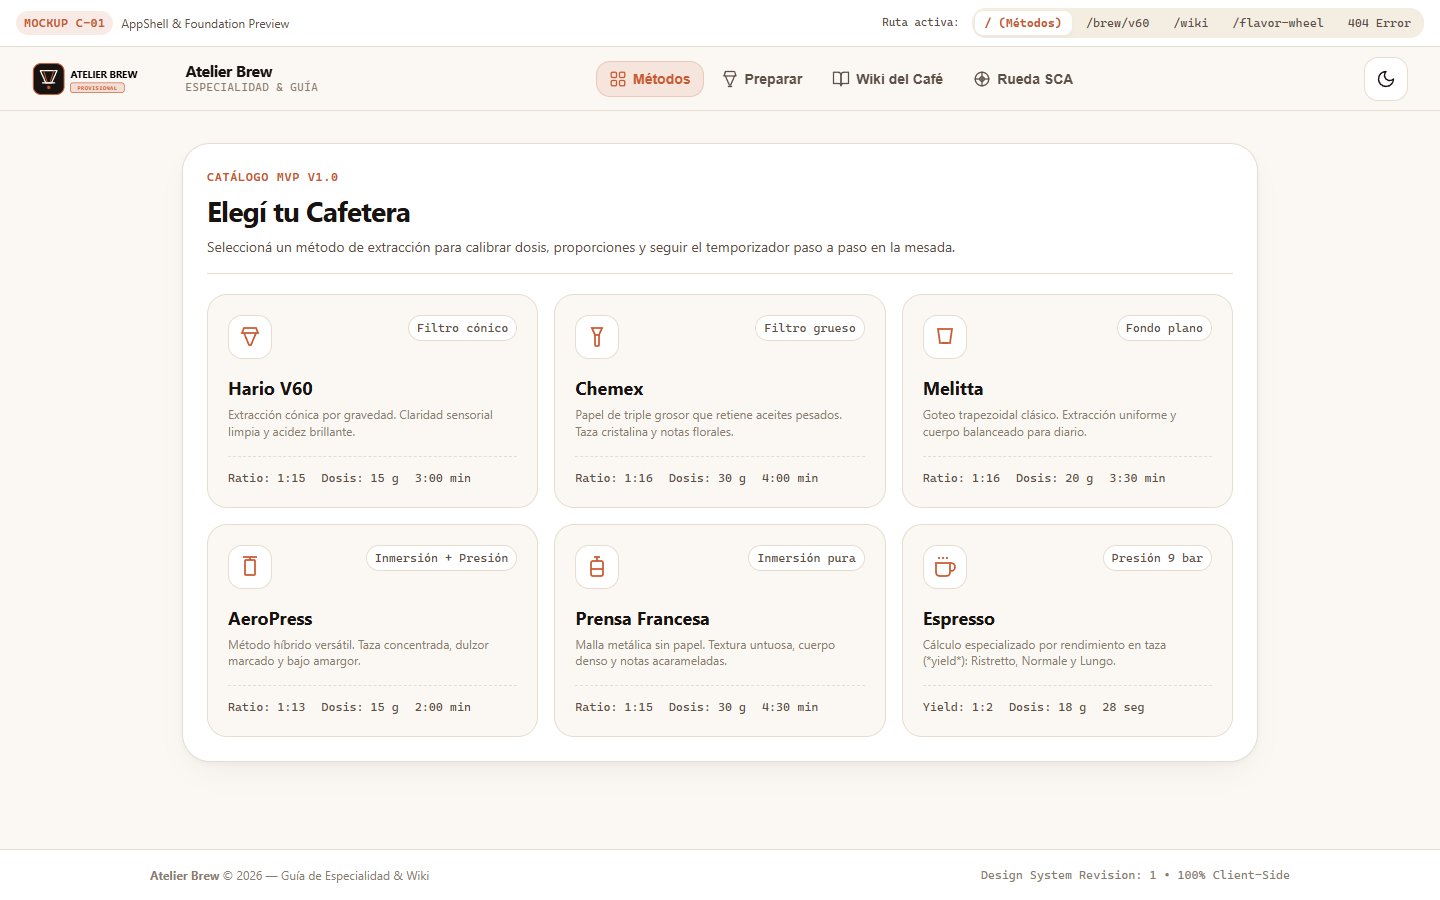 MOCKUP C-01 AppShell & Foundation Preview Ruta activa: / (Métodos) /brew/v60 /wiki /flavor-wheel 404 Error
ATELIER BREW
PROVISIONAL
Atelier Brew
ESPECIALIDAD & GUÍA
Métodos Preparar Wiki del Café Rueda SCA
CATÁLOGO MVP V1.0
Elegí tu Cafetera
Seleccioná un método de extracción para calibrar dosis, proporciones y seguir el temporizador paso a paso en la mesada.
Filtro cónico
Hario V60
Extracción cónica por gravedad. Claridad sensorial
limpia y acidez brillante.
Ratio: 1:15 Dosis: 15 g 3:00 min
Filtro grueso
Chemex
Papel de triple grosor que retiene aceites pesados.
Taza cristalina y notas florales.
Ratio: 1:16 Dosis: 30 g 4:00 min
Fondo plano
Melitta
Goteo trapezoidal clásico. Extracción uniforme y
cuerpo balanceado para diario.
Ratio: 1:16 Dosis: 20 g 3:30 min
Inmersión + Presión
AeroPress
Método híbrido versátil. Taza concentrada, dulzor
marcado y bajo amargor.
Ratio: 1:13 Dosis: 15 g 2:00 min
Inmersión pura
Prensa Francesa
Malla metálica sin papel. Textura untuosa, cuerpo
denso y notas acarameladas.
Ratio: 1:15 Dosis: 30 g 4:30 min
Presión 9 bar
Espresso
Cálculo especializado por rendimiento en taza
(*yield*): Ristretto, Normale y Lungo.
Yield: 1:2 Dosis: 18 g 28 seg
Atelier Brew © 2026 — Guía de Especialidad & Wiki
Design System Revision: 1 • 100% Client-Side